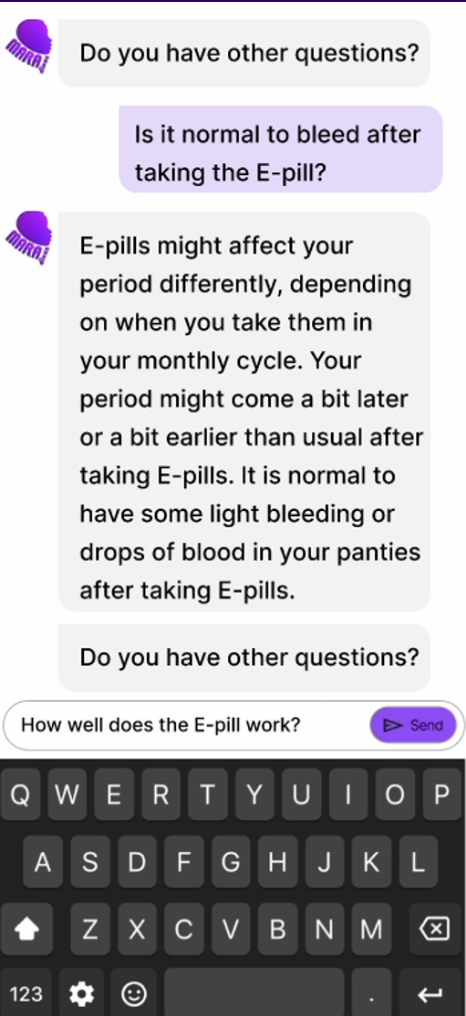 MARA
Do you have other questions?
Is it normal to bleed after
taking the E-pill?
MARA
E-pills might affect your
period differently, depending
on when you take them in
your monthly cycle. Your
period might come a bit later
or a bit earlier than usual after
taking E-pills. It is normal to
have some light bleeding or
drops of blood in your panties
after taking E-pills.
Do you have other questions?
How well does the E-pill work? Send
Q W E R T Y U I O P
A S D F G H J K L
Z X C V B N M
123 .